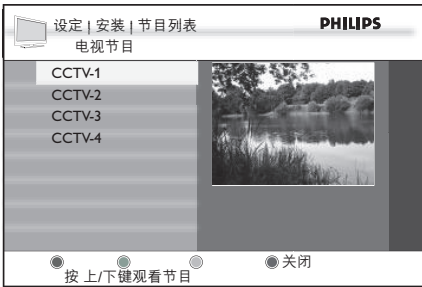 设定 | 安装 | 节目列表
PHILIPS
电视节目
CCTV-1
CCTV-2
CCTV-3
CCTV-4
关闭
按 上/下键观看节目